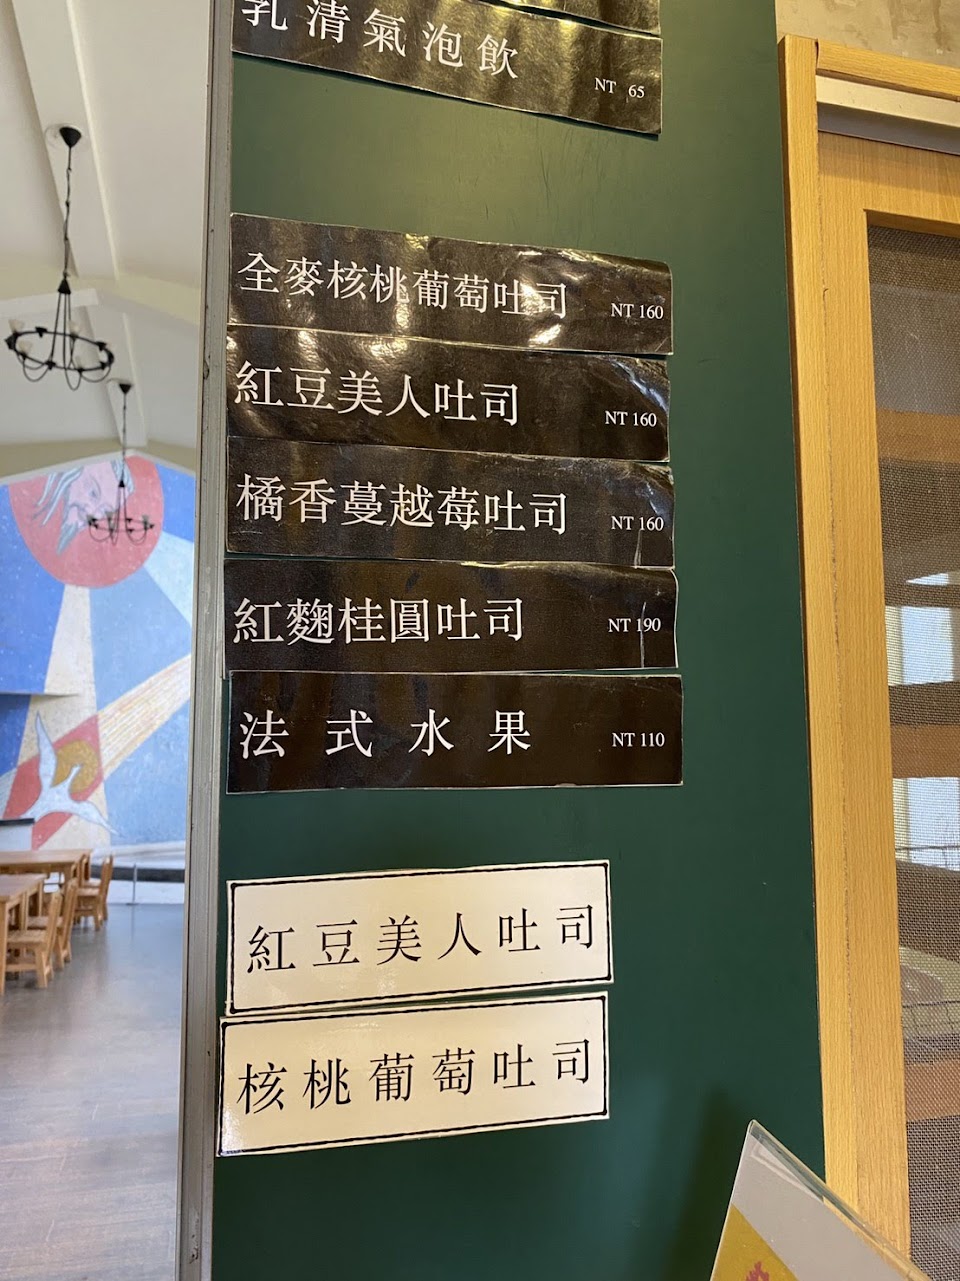 乳清氣泡飲 NT 65
全麥核桃葡萄吐司 NT 160
紅豆美人吐司 NT 160
橘香蔓越莓吐司 NT 160
紅麴桂圓吐司 NT 190
法式水果 NT 110
紅豆美人吐司
核桃葡萄吐司